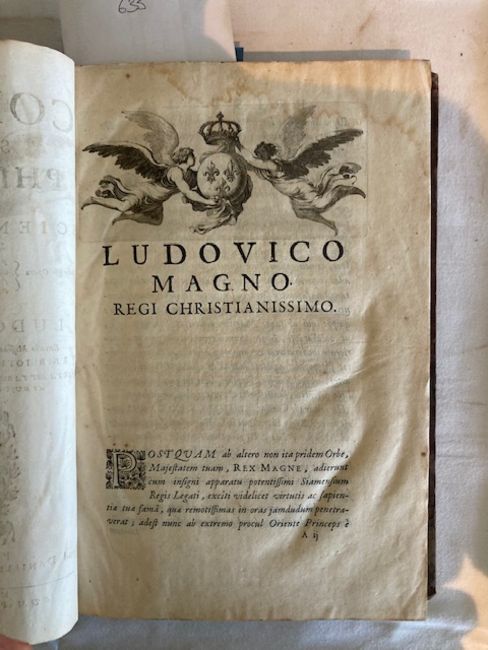 635
LUDOVICO
MAGNO.
REGI CHRISTIANISSIMO.
POSTQUAM ab altero non ita pridem Orbe,
Majestatem tuam, REX MAGNE, adierunt
cum insigni apparatu potentissimi Siamensium
Regis Legati, exciti videlicet virtutis ac sapien-
tiæ tuæ famâ, quæ remotissimas in oras jamdudum penetra-
verat; adest nunc ab extremo procul Oriente Princeps è
A ij